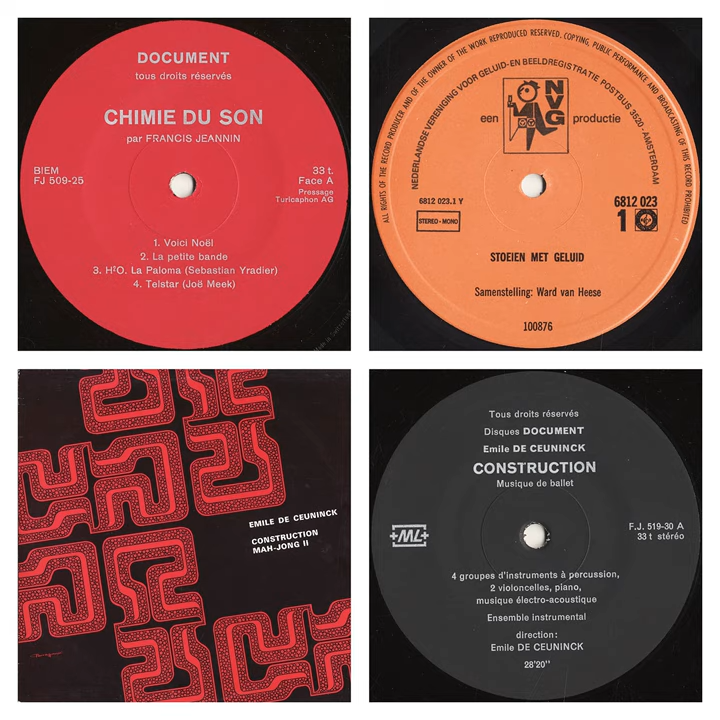 DOCUMENT
tous droits réservés
CHIMIE DU SON
par FRANCIS JEANNIN
BIEM
FJ 509-25
33 t.
Face A
Pressage
Turicaphon AG
1. Voici Noël
2. La petite bande
3. H²O. La Paloma (Sebastian Yradier)
4. Telstar (Joë Meek)
ALL RIGHTS OF THE RECORD PRODUCER AND OF THE OWNER OF THE WORK REPRODUCED RESERVED. COPYING, PUBLIC PERFORMANCE AND BROADCASTING OF THIS RECORD PROHIBITED
NEDERLANDSE VERENIGING VOOR GELUID-EN BEELDREGISTRATIE POSTBUS 3520-AMSTERDAM
een NVG productie
6812 023.1 Y
STEREO-MONO
6812 023
1
STOEIEN MET GELUID
Samenstelling: Ward van Heese
100876
EMILE DE CEUNINCK
CONSTRUCTION
MAH-JONG II
Tous droits réservés
Disques DOCUMENT
Emile DE CEUNINCK
CONSTRUCTION
Musique de ballet
ML
F.J. 519-30 A
33 t stéréo
4 groupes d'instruments à percussion,
2 violoncelles, piano,
musique électro-acoustique
Ensemble instrumental
direction:
Emile DE CEUNINCK
28'20"